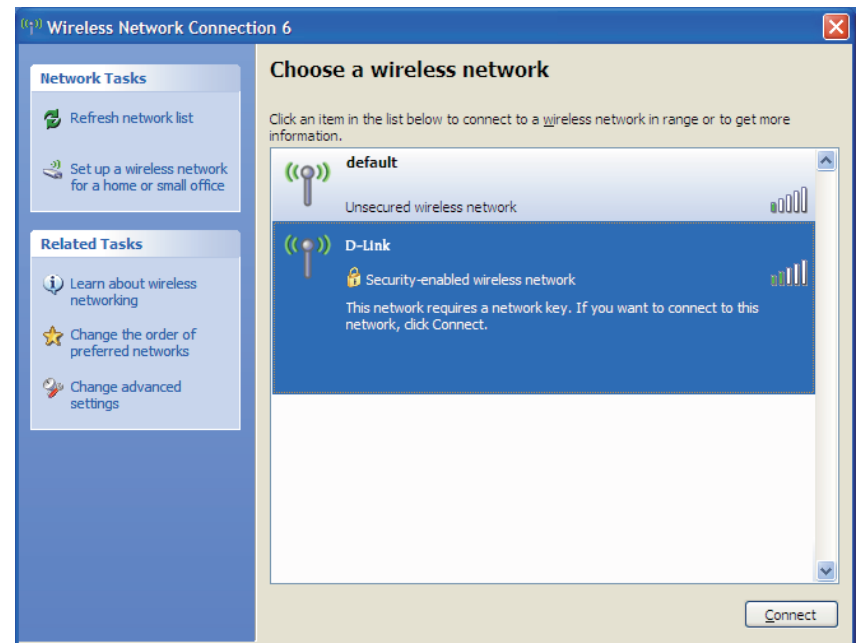 Wireless Network Connection 6
Network Tasks
Refresh network list
Set up a wireless network
for a home or small office
Related Tasks
Learn about wireless
networking
Change the order of
preferred networks
Change advanced
settings
Choose a wireless network
Click an item in the list below to connect to a wireless network in range or to get more
information.
default
Unsecured wireless network
D-Link
Security-enabled wireless network
This network requires a network key. If you want to connect to this
network, click Connect.
Connect